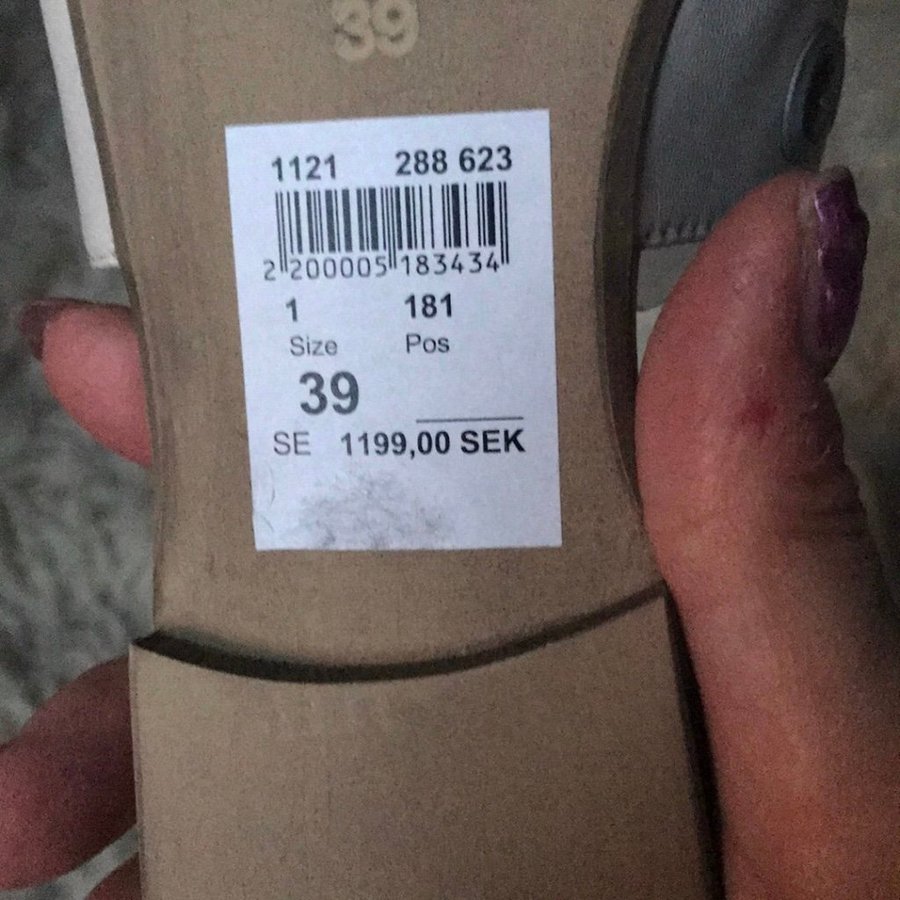 39
1121 288 623
2 200005 183434
1 181
Size Pos
39
SE 1199,00 SEK